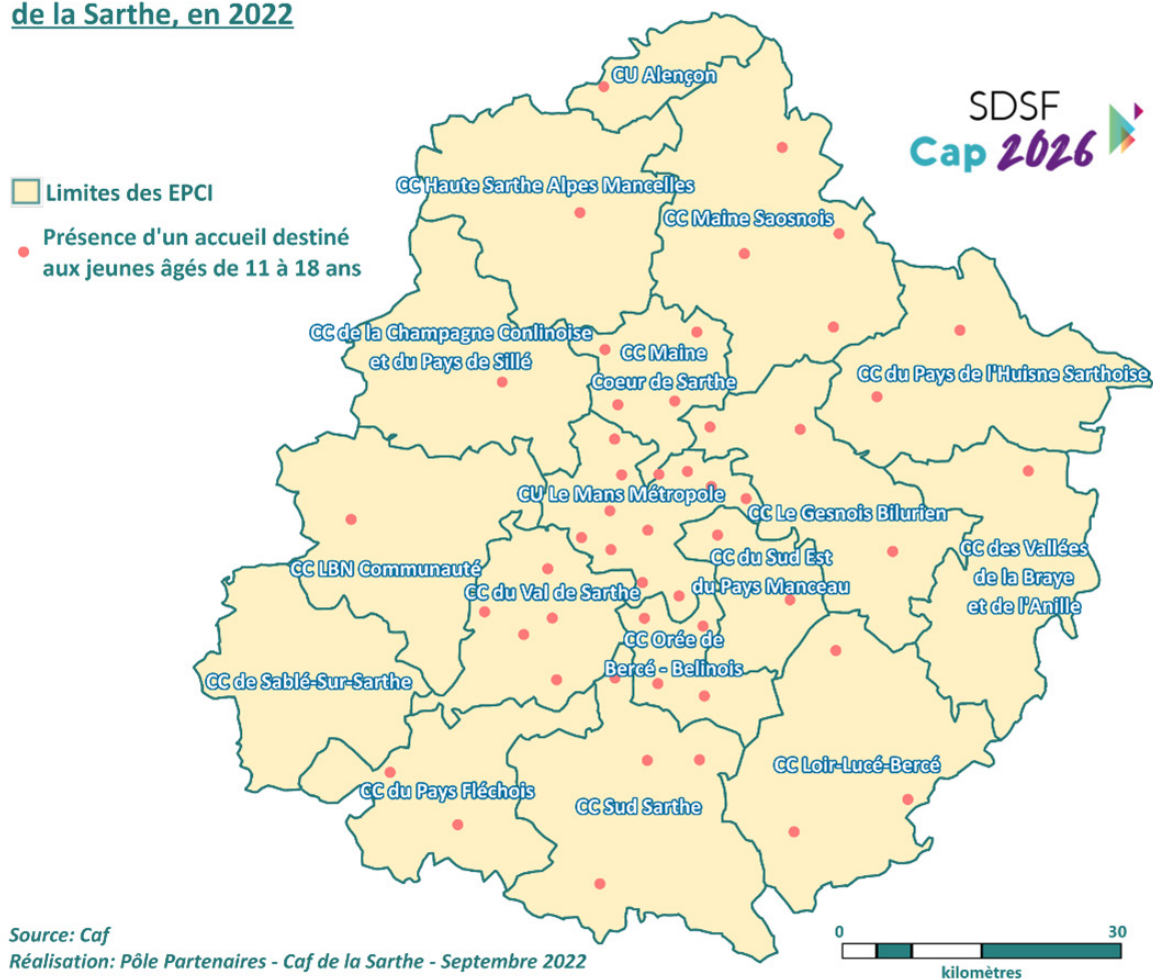 de la Sarthe, en 2022
CU Alençon
SDSF
Cap 2026
Limites des EPCI
Présence d'un accueil destiné
aux jeunes âgés de 11 à 18 ans
CC Haute Sarthe Alpes Mancelles
CC Maine Saosnois
CC de la Champagne Conlinoise
et du Pays de Sillé
CC Maine
Coeur de Sarthe
CC du Pays de l'Huisne Sarthoise
CU Le Mans Métropole
CC Le Gesnois Bilurien
CC LBN Communauté
CC du Val de Sarthe
CC du Sud Est
du Pays Manceau
CC des Vallées
de la Braye
et de l'Anille
CC Orée de
Bercé - Belinois
CC de Sablé-Sur-Sarthe
CC du Pays Fléchois
CC Sud Sarthe
CC Loir-Lucé-Bercé
Source: Caf
Réalisation: Pôle Partenaires - Caf de la Sarthe - Septembre 2022
0 30
kilomètres